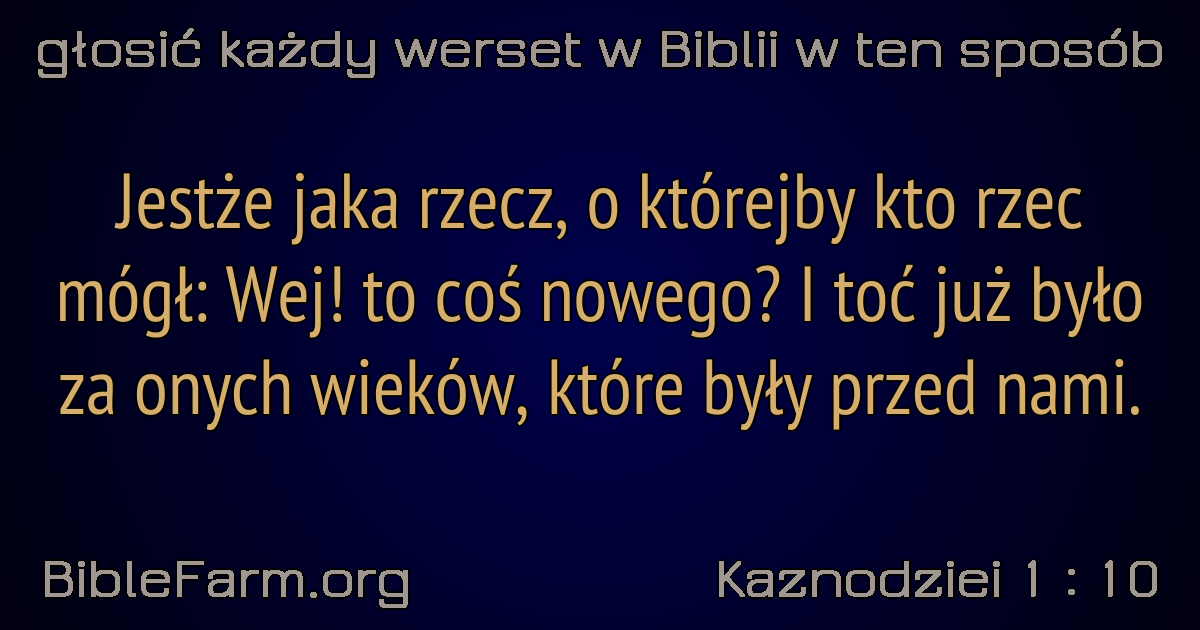 głosić każdy werset w Biblii w ten sposób
Jestże jaka rzecz, o którejby kto rzec
mógł: Wej! to coś nowego? I toć już było
za onych wieków, które były przed nami.
BibleFarm.org
Kaznodziei 1 : 10